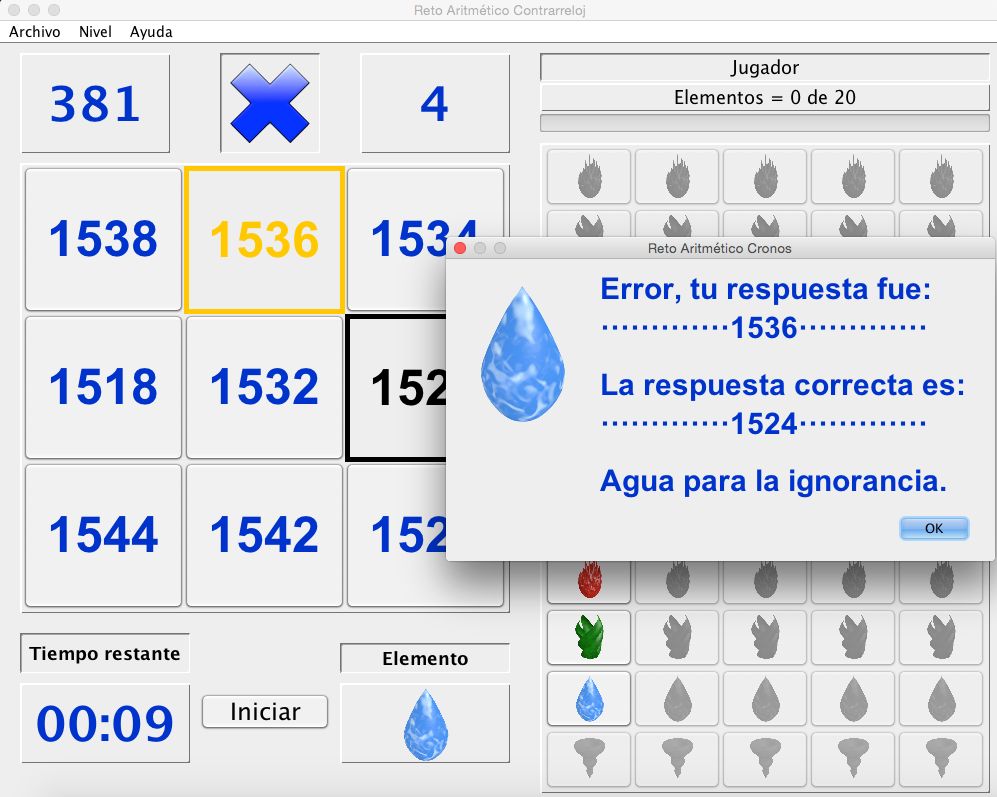 Reto Aritmético Contrarreloj
Archivo Nivel Ayuda
381 4
Jugador
Elementos = 0 de 20
1538 1536 1534
1518 1532
1544 1542
Reto Aritmético Cronos
Error, tu respuesta fue:
·············1536·············
La respuesta correcta es:
·············1524·············
Agua para la ignorancia.
OK
Tiempo restante
Elemento
00:09
Iniciar